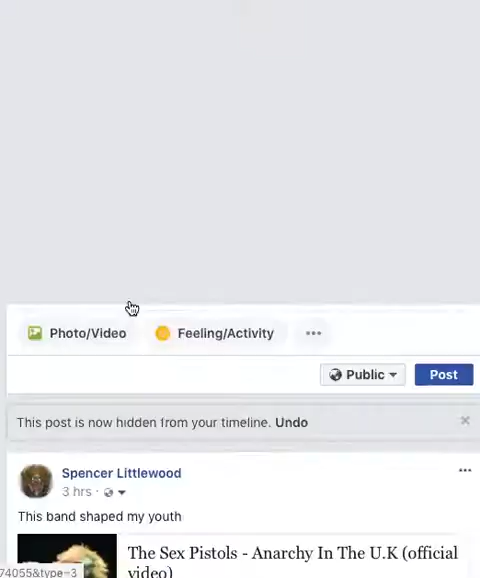 Photo/Video Feeling/Activity
Public Post
This post is now hidden from your timeline. Undo
Spencer Littlewood
3 hrs
This band shaped my youth
The Sex Pistols - Anarchy In The U.K (official
video)
74055&type=3